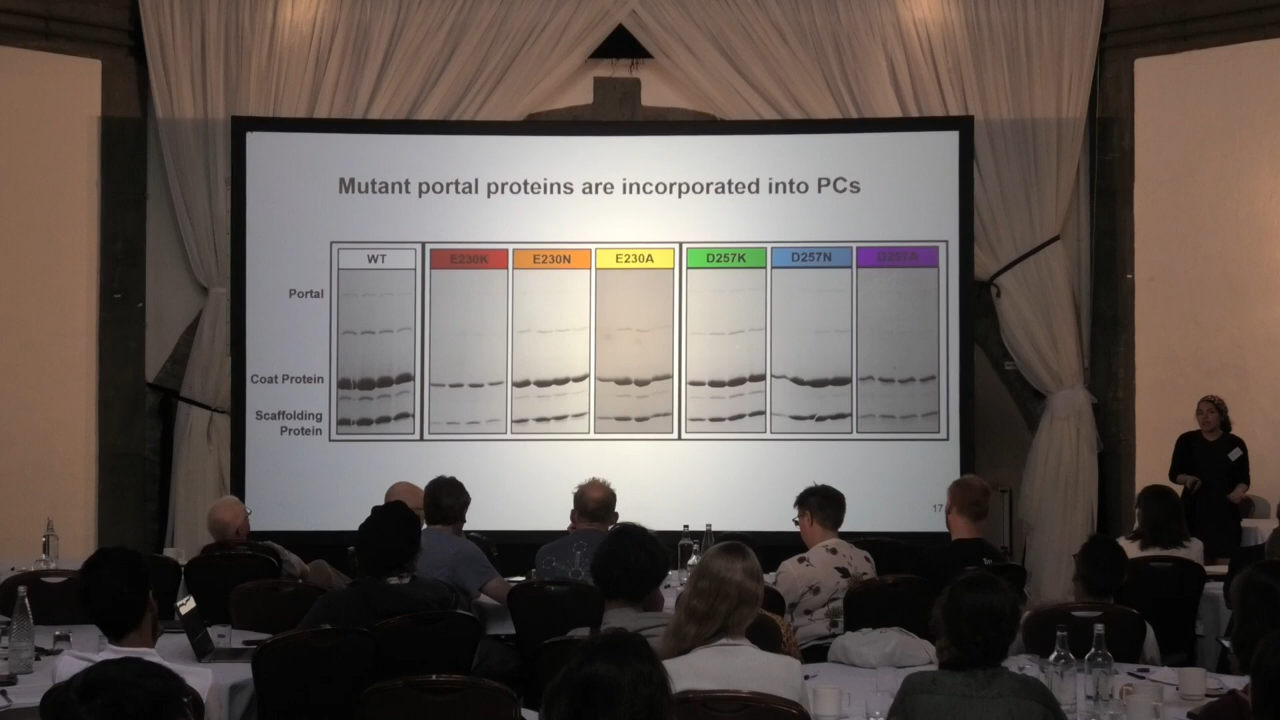 Mutant portal proteins are incorporated into PCs
WT
E230K
E230N
E230A
D257K
D257N
D257A
Portal
Coat Protein
Scaffolding
Protein
17